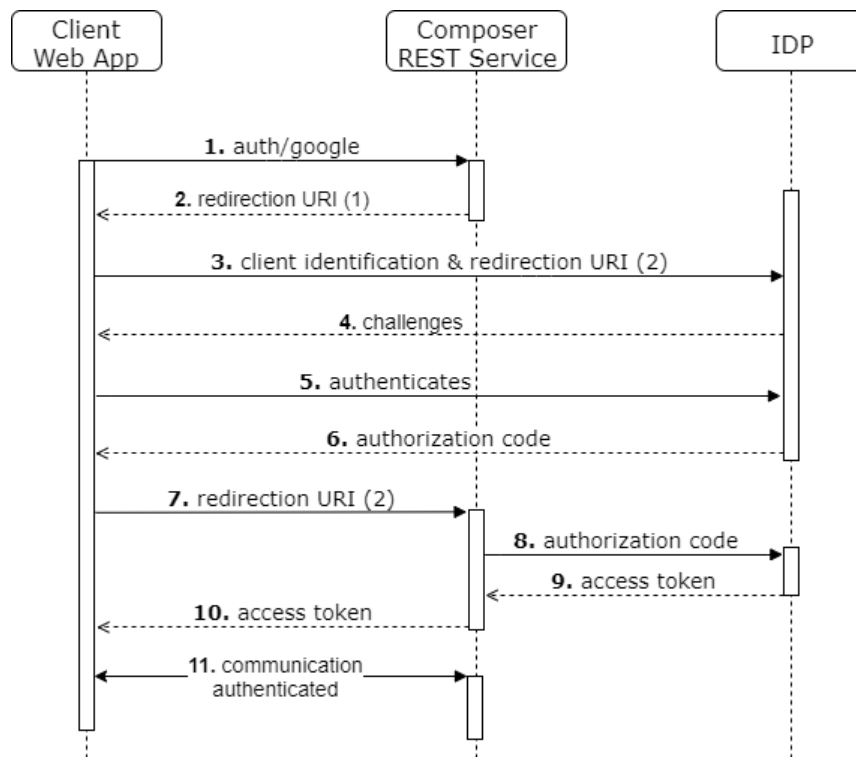 Client
Web App
Composer
REST Service
IDP
1. auth/google
2. redirection URI (1)
3. client identification & redirection URI (2)
4. challenges
5. authenticates
6. authorization code
7. redirection URI (2)
8. authorization code
9. access token
10. access token
11. communication
authenticated